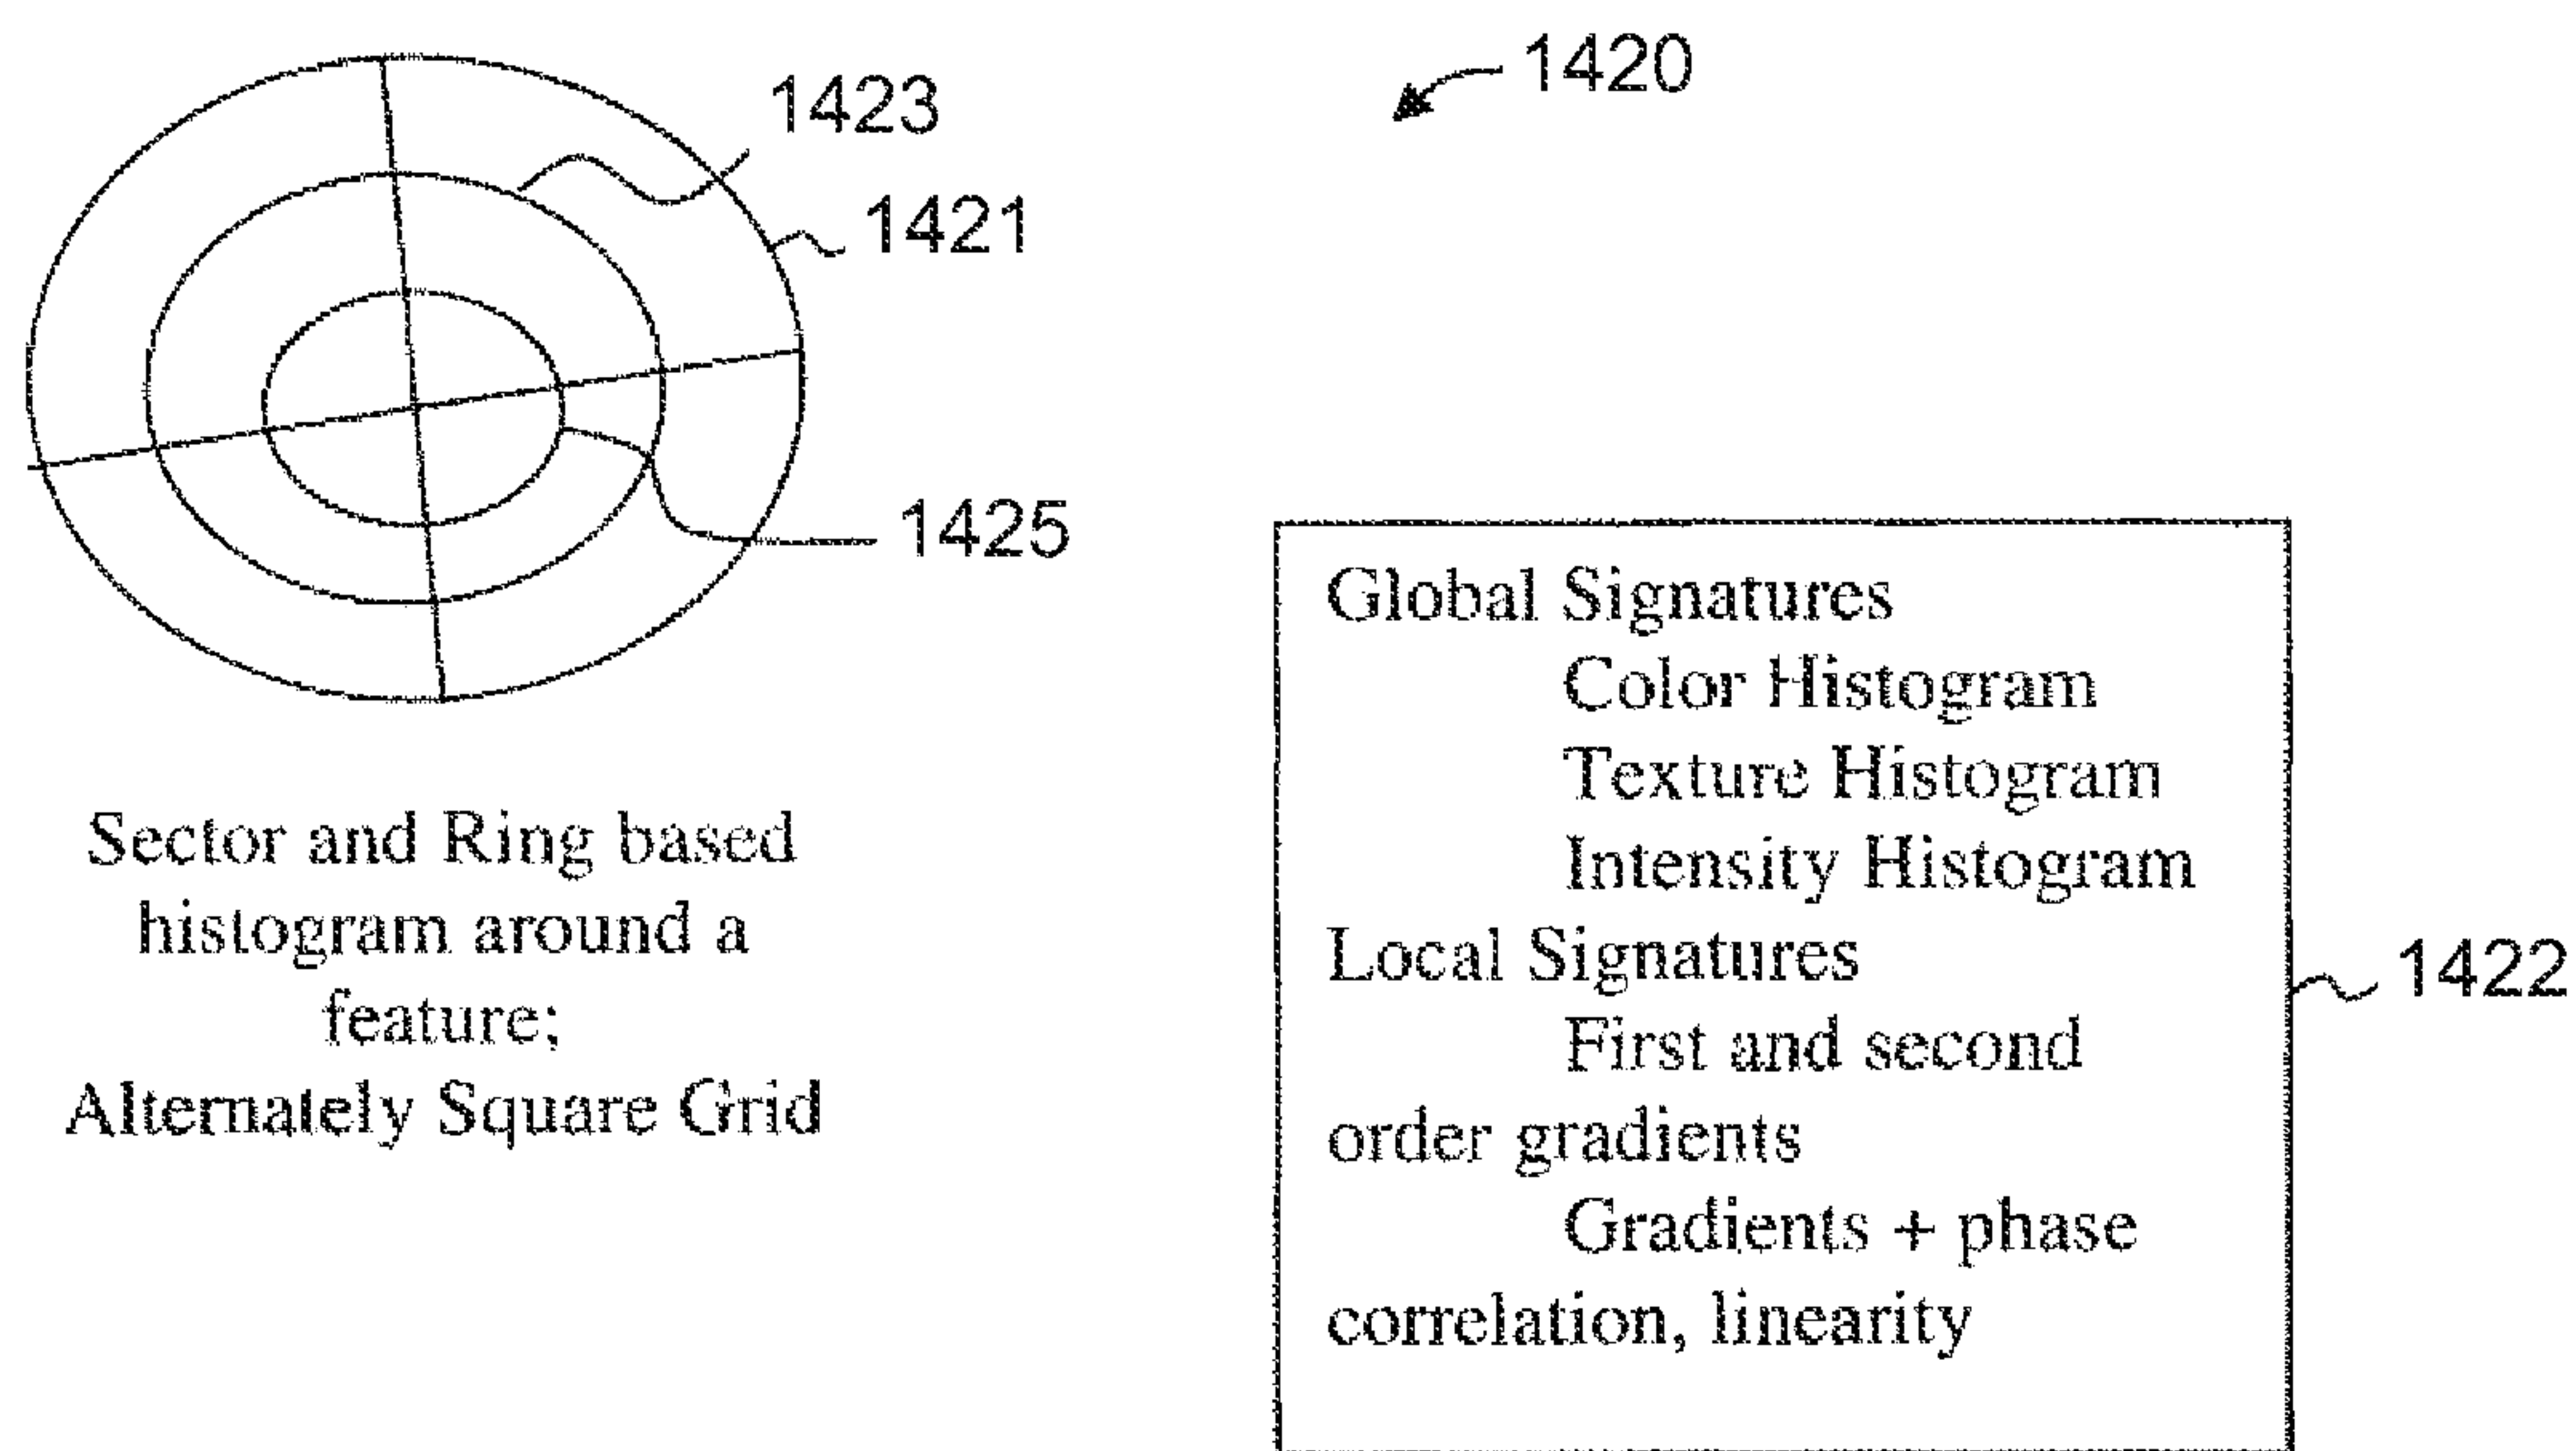 1420
1423
1421
1425
Sector and Ring based
histogram around a
feature;
Alternately Square Grid
Global Signatures
Color Histogram
Texture Histogram
Intensity Histogram
Local Signatures
First and second
order gradients
Gradients + phase
correlation, linearity
1422